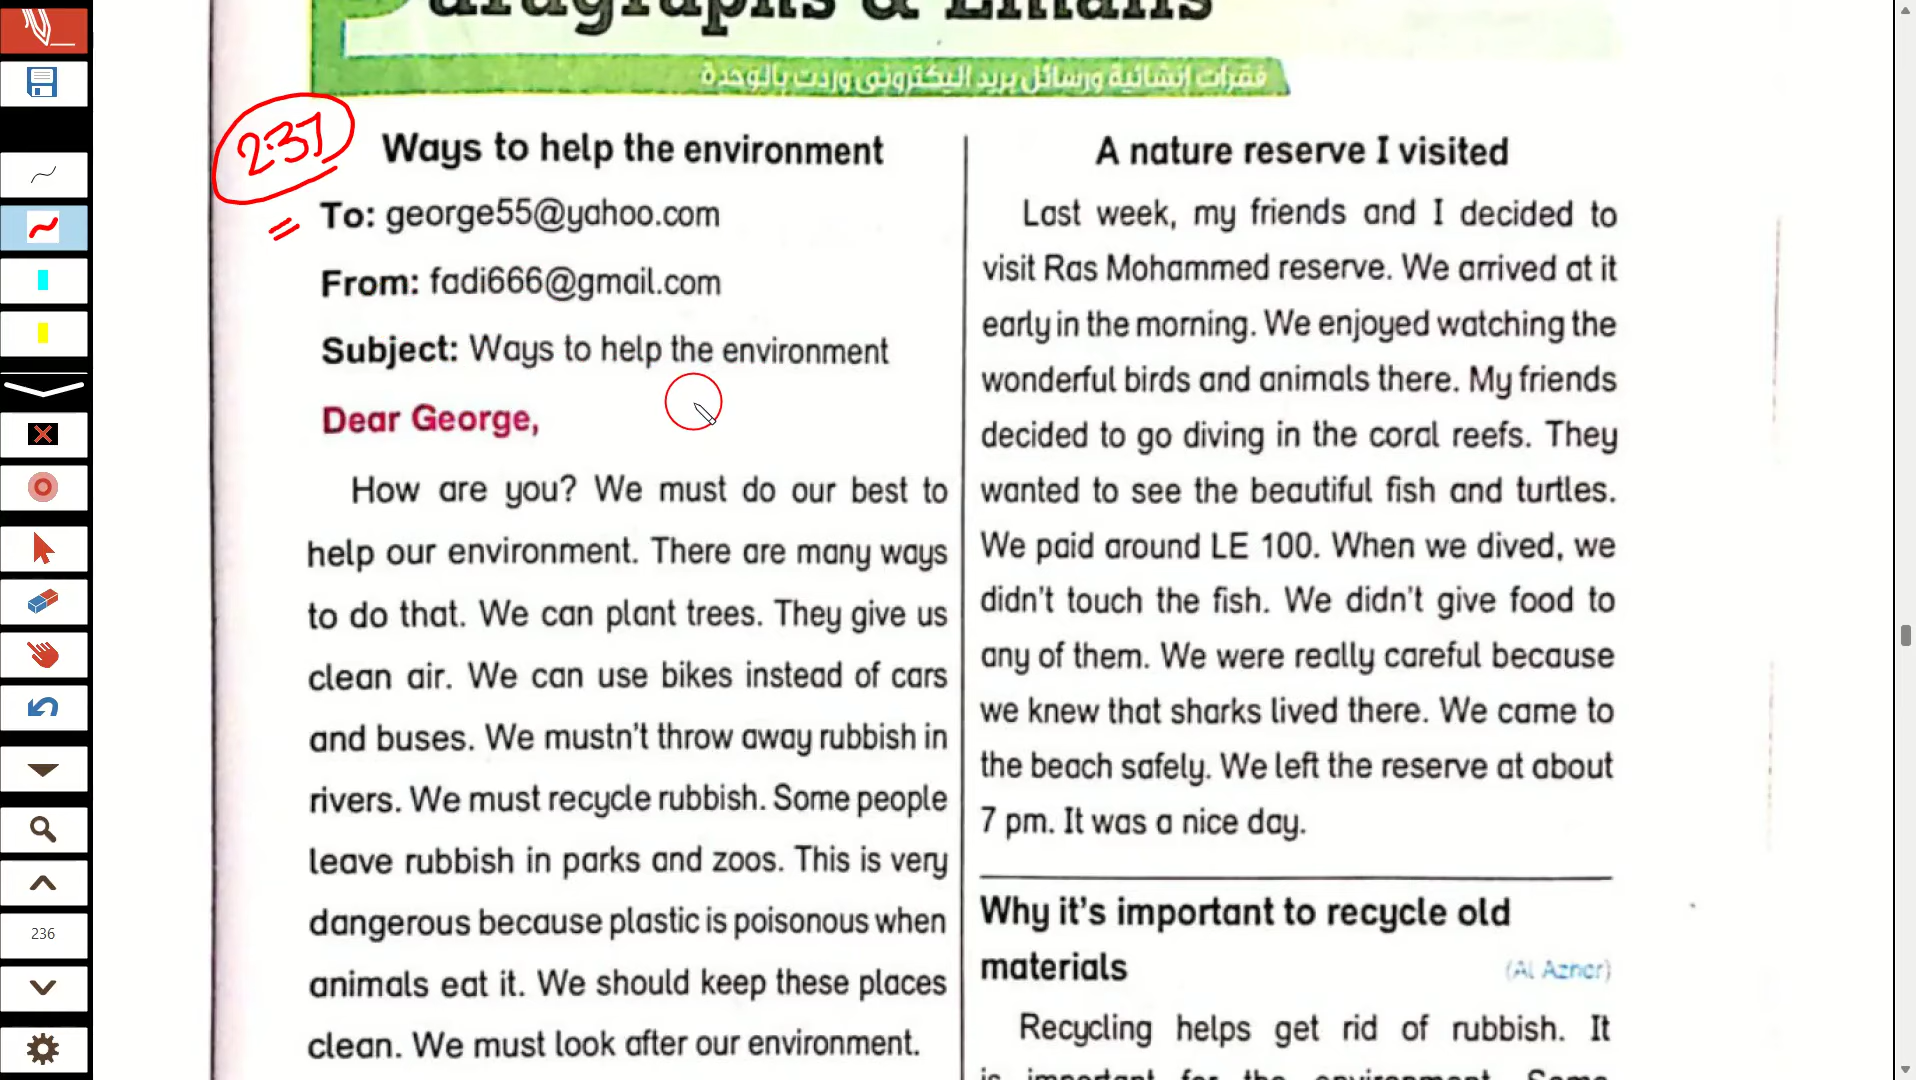 Paragraphs & Emails
فقرات إنشائية ورسائل بريد اليكترونى وردت بالوحدة
2:37
Ways to help the environment
To: george55@yahoo.com
From: fadi666@gmail.com
Subject: Ways to help the environment
Dear George,
How are you? We must do our best to
help our environment. There are many ways
to do that. We can plant trees. They give us
clean air. We can use bikes instead of cars
and buses. We mustn't throw away rubbish in
rivers. We must recycle rubbish. Some people
leave rubbish in parks and zoos. This is very
dangerous because plastic is poisonous when
animals eat it. We should keep these places
clean. We must look after our environment.
A nature reserve I visited
Last week, my friends and I decided to
visit Ras Mohammed reserve. We arrived at it
early in the morning. We enjoyed watching the
wonderful birds and animals there. My friends
decided to go diving in the coral reefs. They
wanted to see the beautiful fish and turtles.
We paid around LE 100. When we dived, we
didn't touch the fish. We didn't give food to
any of them. We were really careful because
we knew that sharks lived there. We came to
the beach safely. We left the reserve at about
7 pm. It was a nice day.
Why it's important to recycle old
materials
(Al Azhar)
Recycling helps get rid of rubbish. It
is important for the environment. Some
236